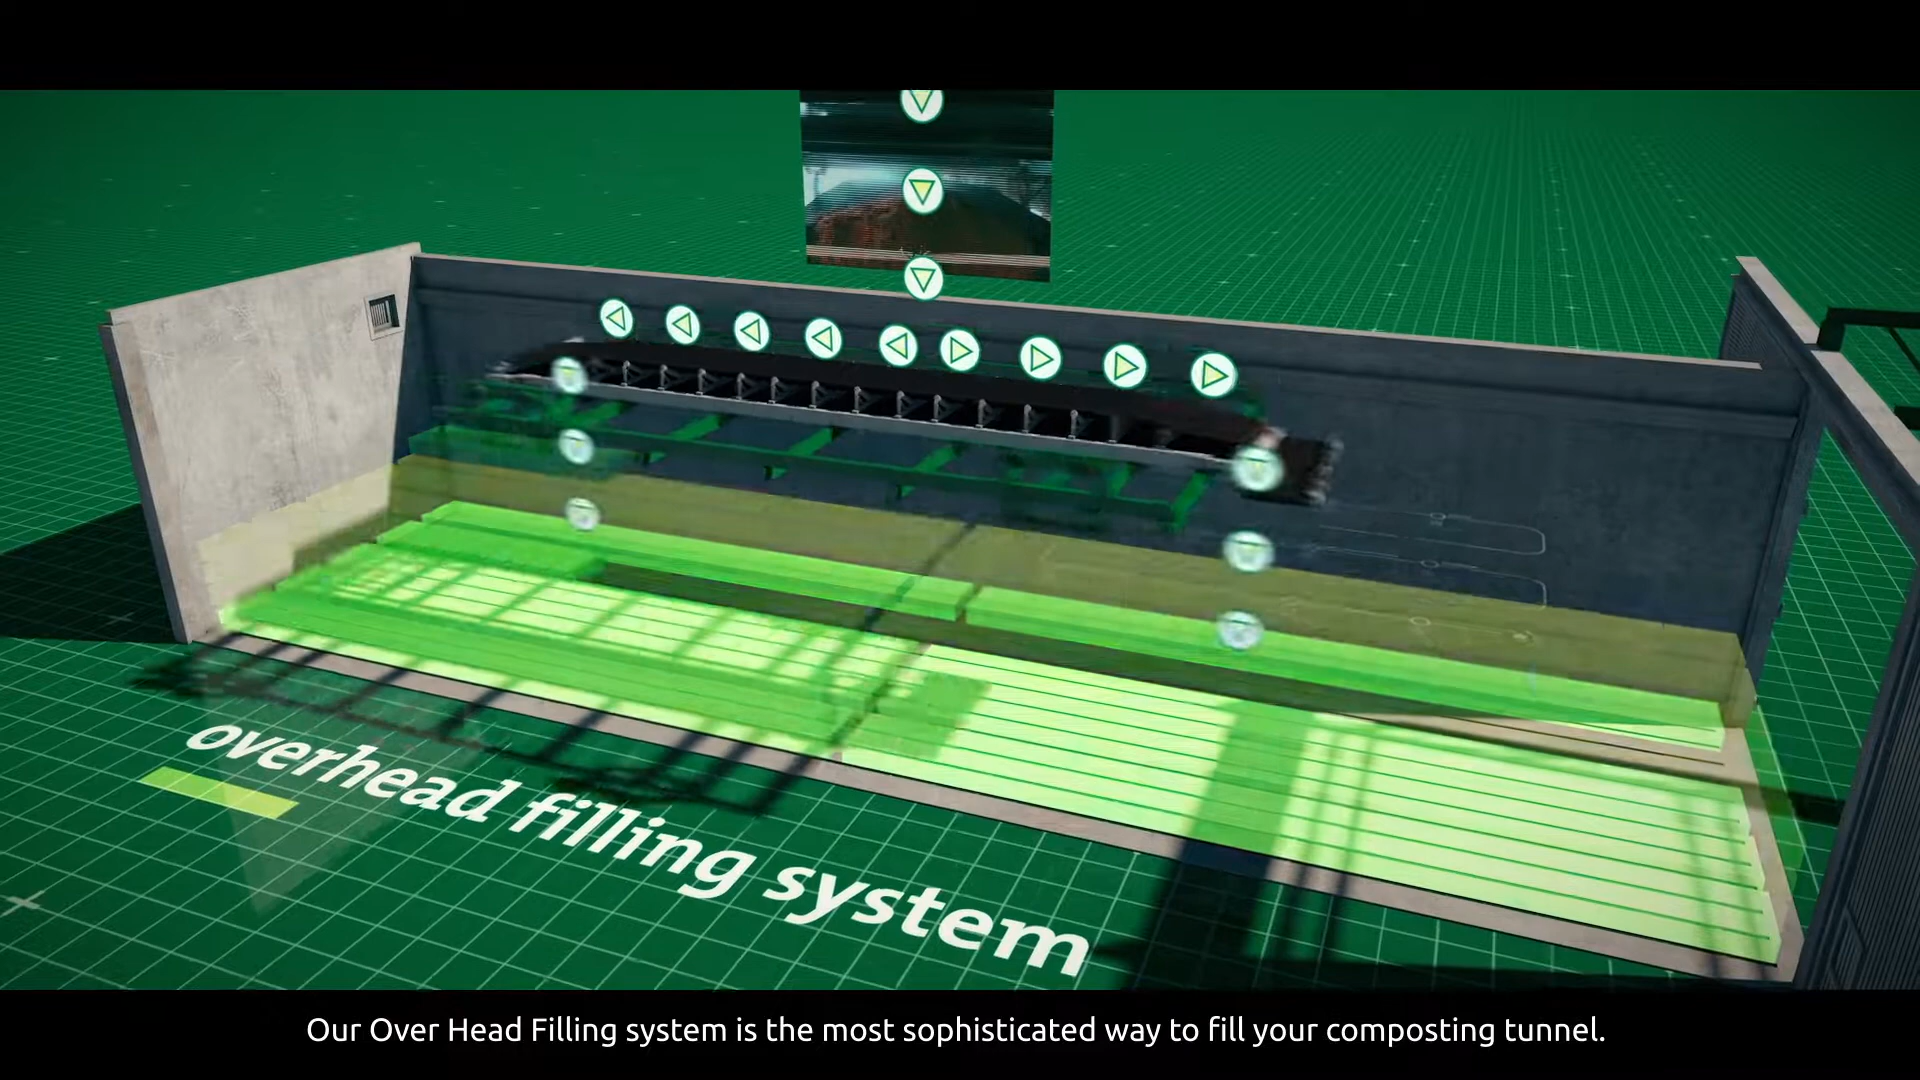 overhead filling system
Our Over Head Filling system is the most sophisticated way to fill your composting tunnel.